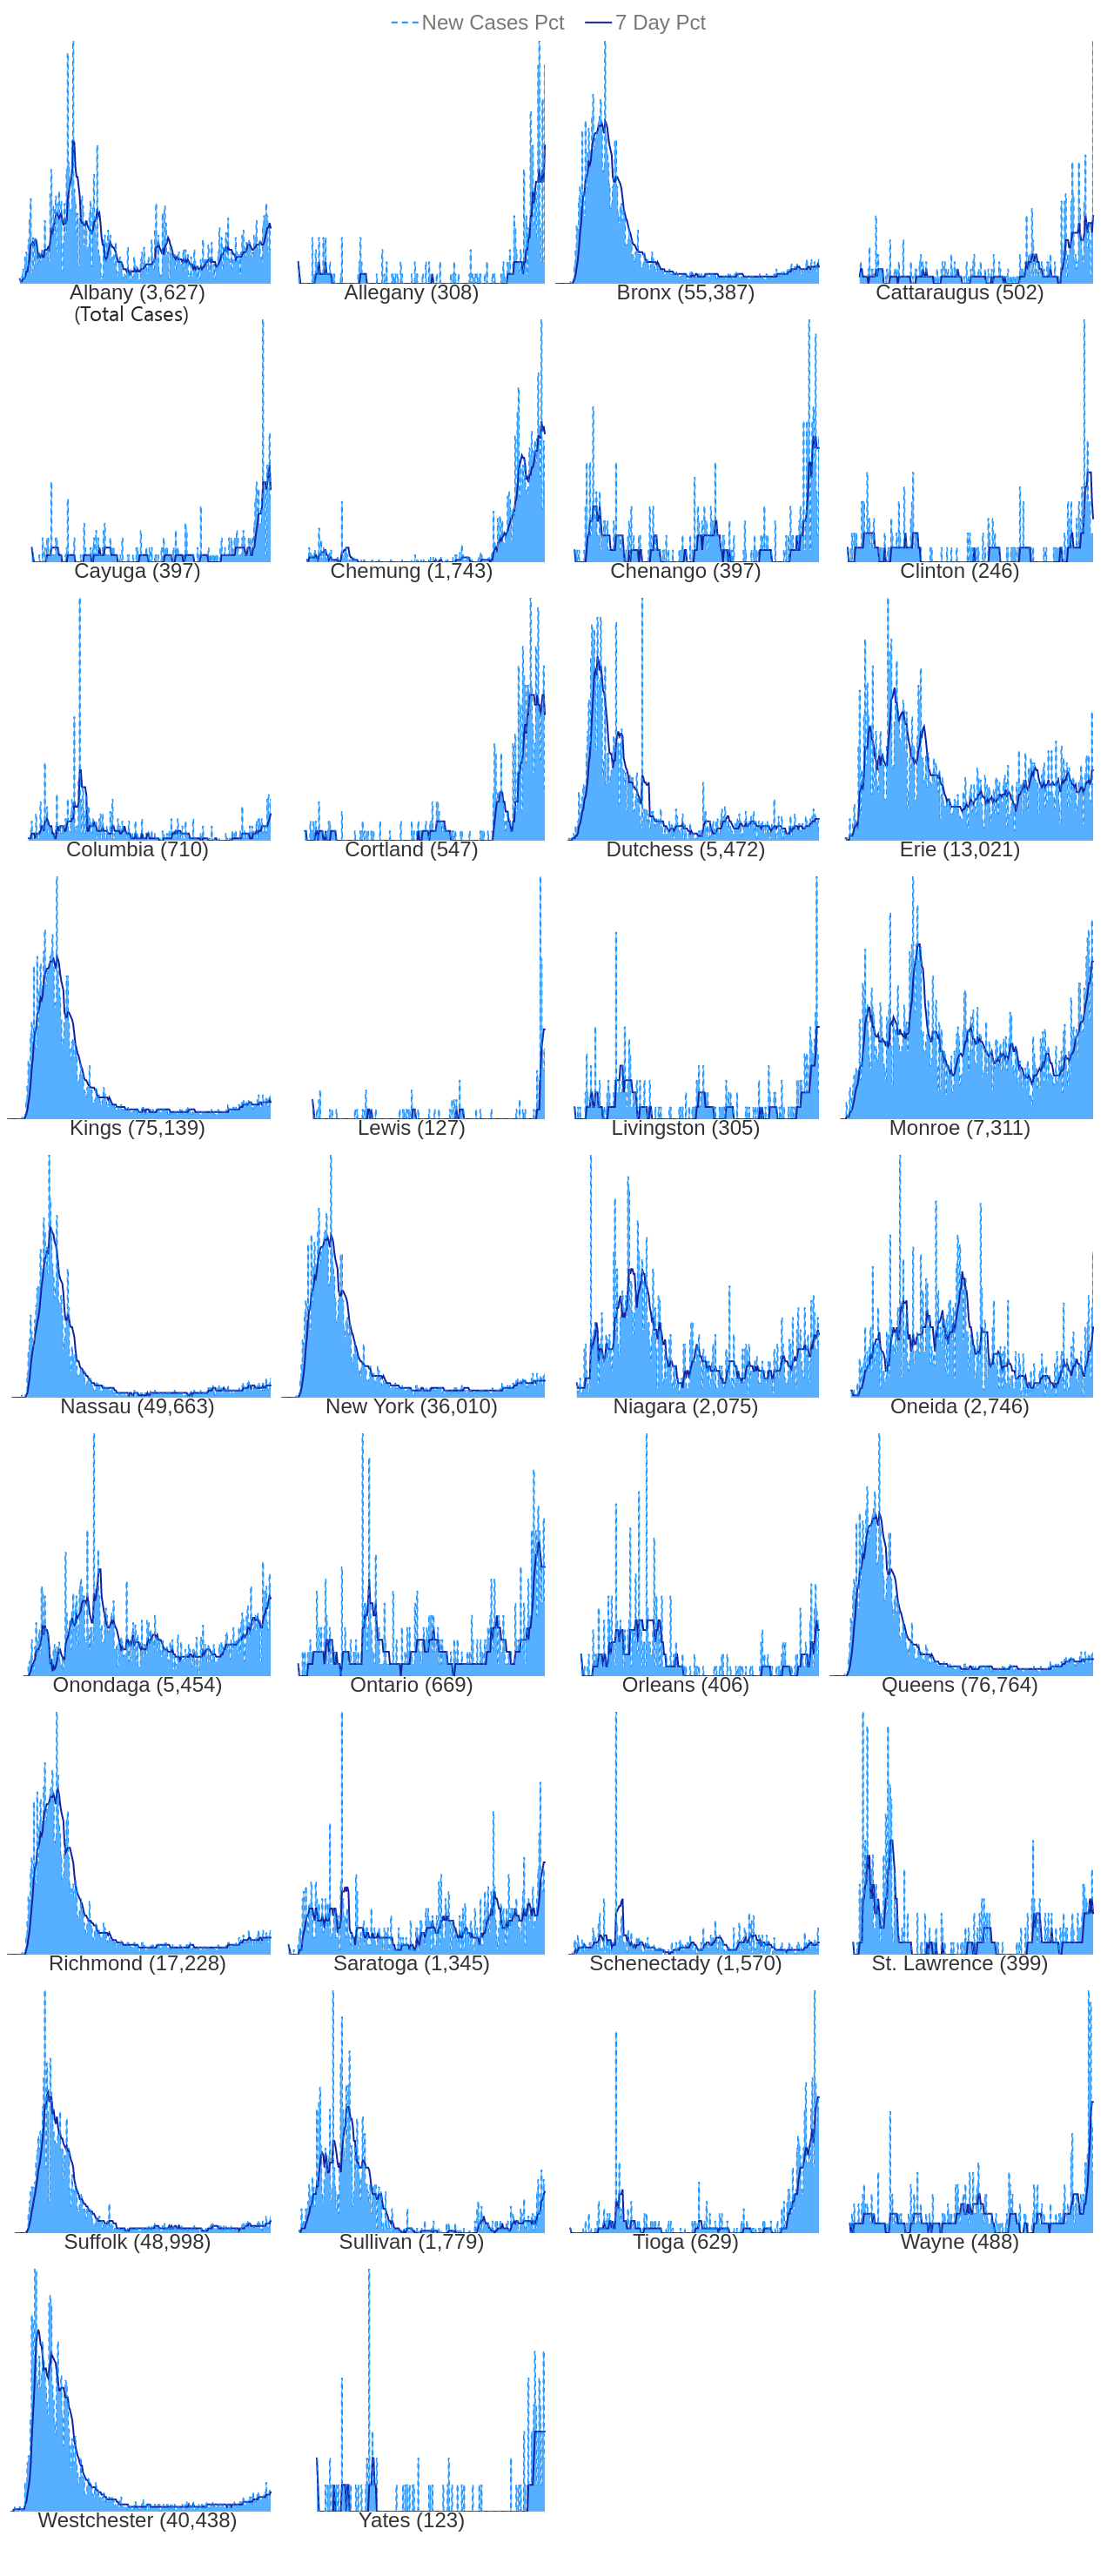 New Cases Pct 7 Day Pct
Albany (3,627) Allegany (308) Bronx (55,387) Cattaraugus (502)
(Total Cases)
Cayuga (397) Chemung (1,743) Chenango (397) Clinton (246)
Columbia (710) Cortland (547) Dutchess (5,472) Erie (13,021)
Kings (75,139) Lewis (127) Livingston (305) Monroe (7,311)
Nassau (49,663) New York (36,010) Niagara (2,075) Oneida (2,746)
Onondaga (5,454) Ontario (669) Orleans (406) Queens (76,764)
Richmond (17,228) Saratoga (1,345) Schenectady (1,570) St. Lawrence (399)
Suffolk (48,998) Sullivan (1,779) Tioga (629) Wayne (488)
Westchester (40,438) Yates (123)